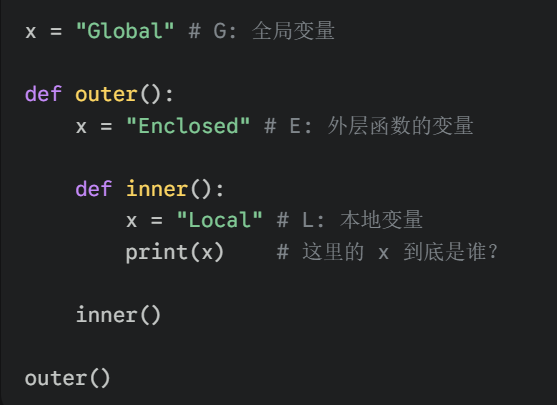 x = "Global" # G: 全局变量
def outer():
x = "Enclosed" # E: 外层函数的变量
def inner():
x = "Local" # L: 本地变量
print(x) # 这里的 x 到底是谁?
inner()
outer()